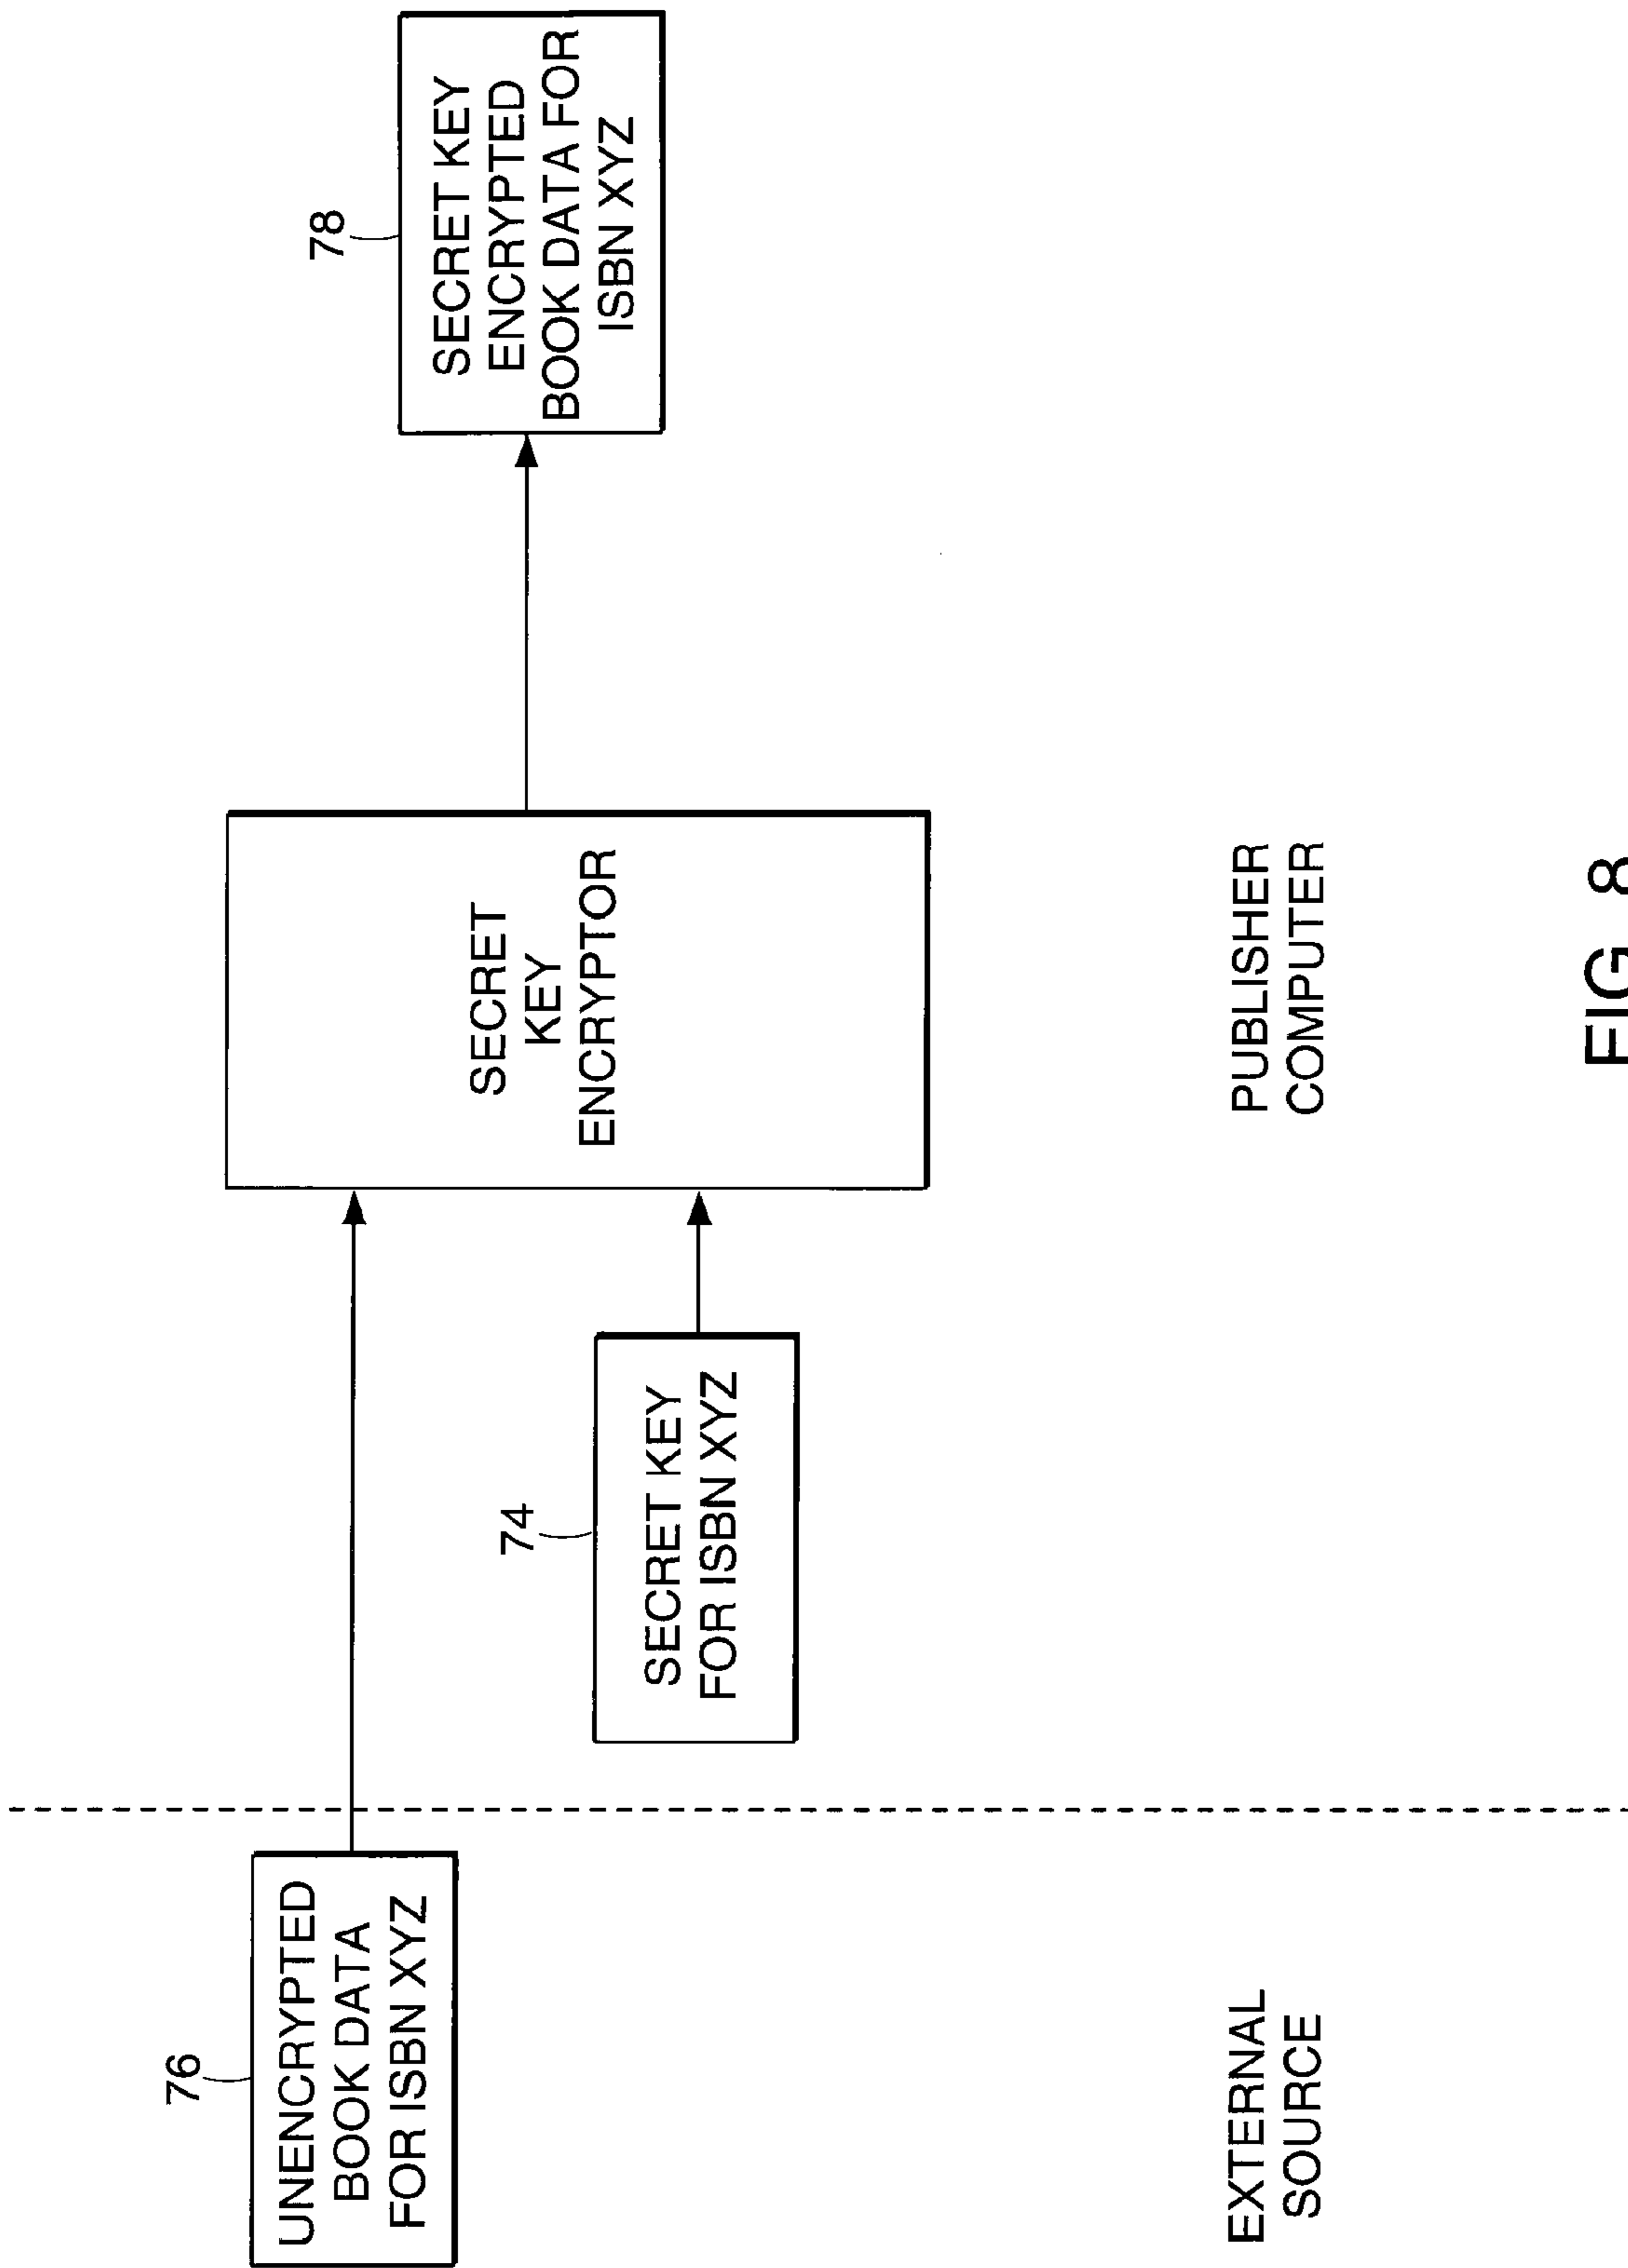 76
UNENCRYPTED
BOOK DATA
FOR ISBN XYZ
74
SECRET KEY
FOR ISBN XYZ
SECRET
KEY
ENCRYPTOR
78
SECRET KEY
ENCRYPTED
BOOK DATA FOR
ISBN XYZ
EXTERNAL
SOURCE
PUBLISHER
COMPUTER
FIG. 8